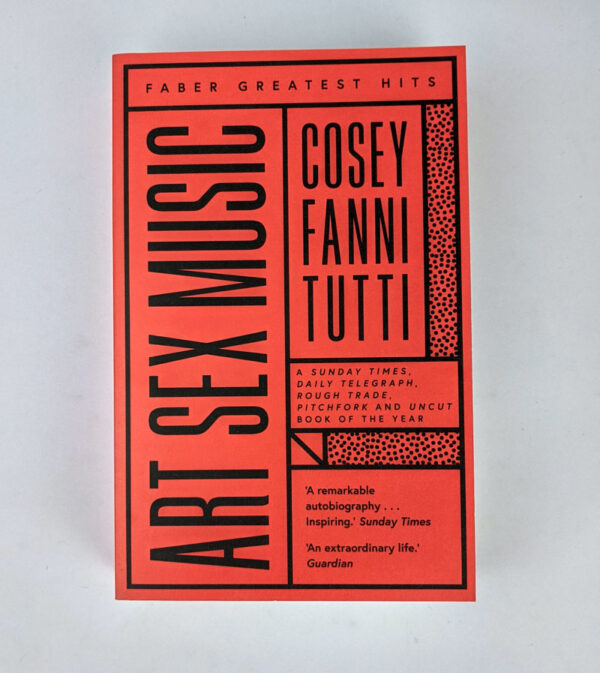 FABER GREATEST HITS
ART SEX MUSIC
COSEY
FANNI
TUTTI
A SUNDAY TIMES,
DAILY TELEGRAPH,
ROUGH TRADE,
PITCHFORK AND UNCUT
BOOK OF THE YEAR
‘A remarkable
autobiography . . .
Inspiring.’ Sunday Times
‘An extraordinary life.’
Guardian